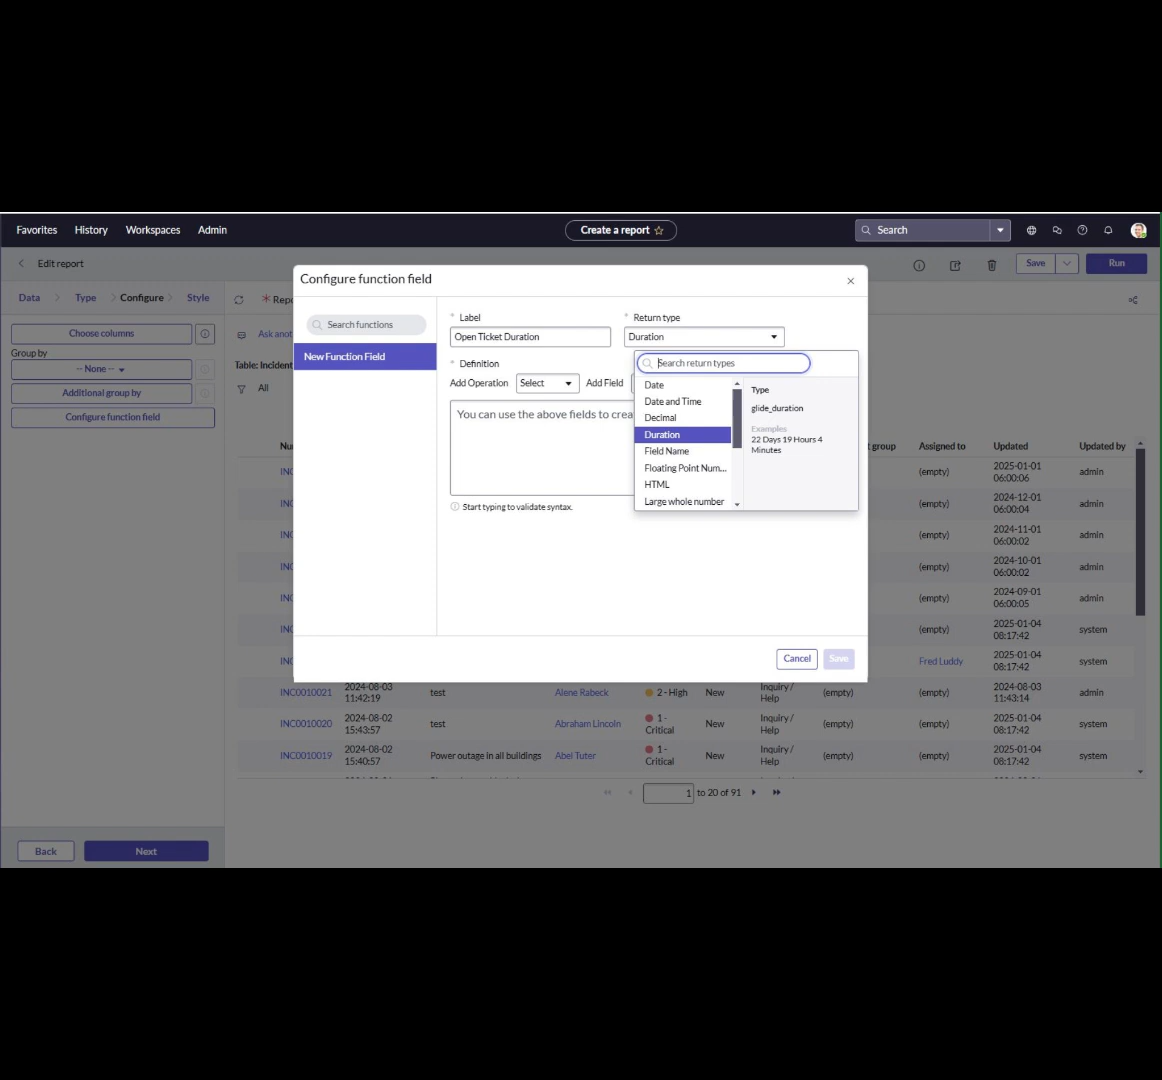 Favorites History Workspaces Admin
Create a report
Search
Edit report
Save
Run
Data Type Configure Style
Choose columns
Group by
-- None --
Additional group by
Configure function field
Table: Incident
All
Configure function field
Search functions
New Function Field
* Label
Open Ticket Duration
* Return type
Duration
* Definition
Add Operation
Select
Add Field
You can use the above fields to crea
Start typing to validate syntax.
Search return types
Date
Date and Time
Decimal
Duration
Field Name
Floating Point Num...
HTML
Large whole number
Type
glide_duration
Examples
22 Days 19 Hours 4
Minutes
Cancel
Save
group Assigned to Updated Updated by
(empty) 2025-01-01 06:00:06 admin
(empty) 2024-12-01 06:00:04 admin
(empty) 2024-11-01 06:00:02 admin
(empty) 2024-10-01 06:00:02 admin
(empty) 2024-09-01 06:00:05 admin
(empty) 2025-01-04 08:17:42 system
Fred Luddy 2025-01-04 08:17:42 system
INC0010021 2024-08-03 11:42:19 test Alene Rabeck 2 - High New Inquiry / Help (empty) (empty) 2024-08-03 11:43:14 admin
INC0010020 2024-08-02 15:43:57 test Abraham Lincoln 1 - Critical New Inquiry / Help (empty) (empty) 2025-01-04 08:17:42 system
INC0010019 2024-08-02 15:40:57 Power outage in all buildings Abel Tuter 1 - Critical New Inquiry / Help (empty) (empty) 2025-01-04 08:17:42 system
1 to 20 of 91
Back
Next